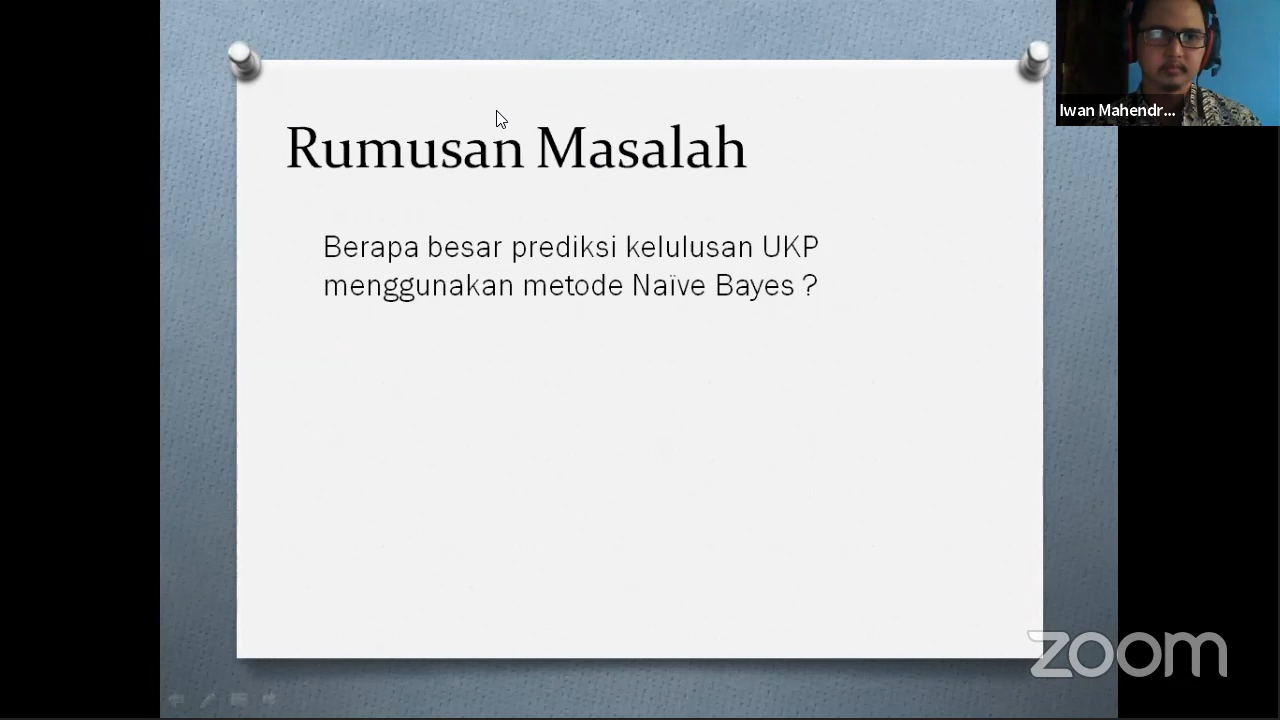 Rumusan Masalah
Berapa besar prediksi kelulusan UKP
menggunakan metode Naïve Bayes ?
Iwan Mahendr...
zoom